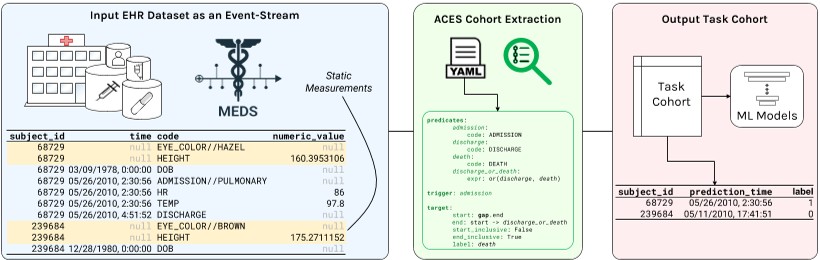 Input EHR Dataset as an Event-Stream
MEDS
Static
Measurements
subject_id time code numeric_value
68729 null EYE_COLOR//HAZEL null
68729 null HEIGHT 160.3953106
68729 03/09/1978, 0:00:00 DOB null
68729 05/26/2010, 2:30:56 ADMISSION//PULMONARY null
68729 05/26/2010, 2:30:56 HR 86
68729 05/26/2010, 2:30:56 TEMP 97.8
68729 05/26/2010, 4:51:52 DISCHARGE null
239684 null EYE_COLOR//BROWN null
239684 null HEIGHT 175.2711152
239684 12/28/1980, 0:00:00 DOB null
ACES Cohort Extraction
YAML
predicates:
admission:
code: ADMISSION
discharge:
code: DISCHARGE
death:
code: DEATH
discharge_or_death:
expr: or(discharge, death)
trigger: admission
target:
start: gap.end
end: start -> discharge_or_death
start_inclusive: False
end_inclusive: True
label: death
Output Task Cohort
Task
Cohort
ML Models
subject_id prediction_time label
68729 05/26/2010, 2:30:56 1
239684 05/11/2010, 17:41:51 0